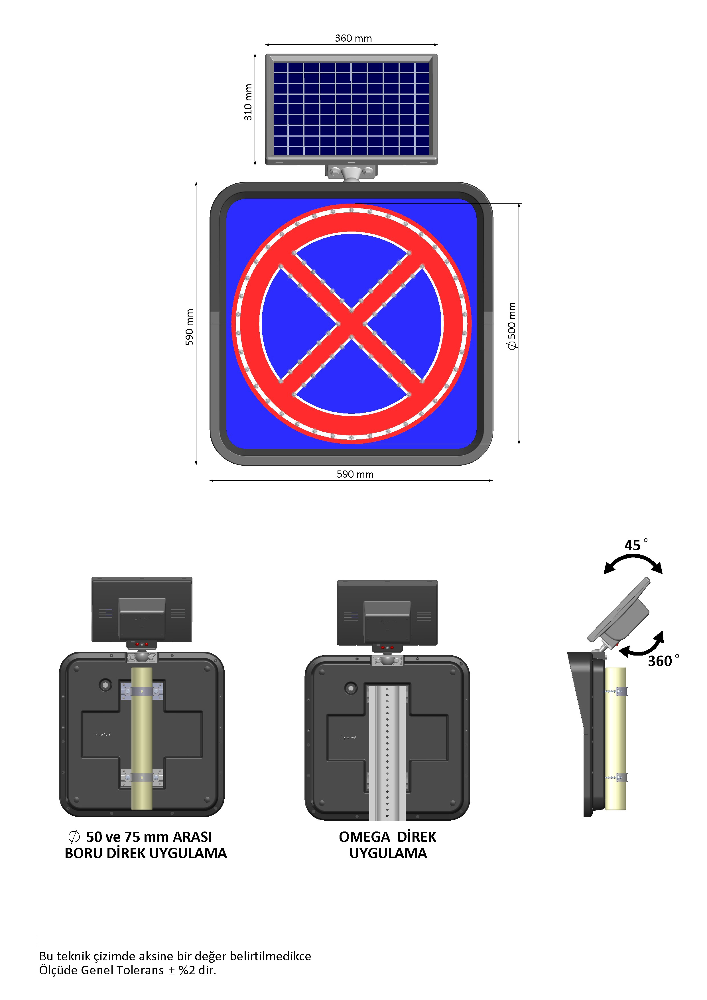 360 mm
310 mm
590 mm
∅ 500 mm
590 mm
45°
360°
∅ 50 ve 75 mm ARASI
BORU DİREK UYGULAMA
OMEGA DİREK
UYGULAMA
Bu teknik çizimde aksine bir değer belirtilmedikce
Ölçüde Genel Tolerans ± %2 dir.